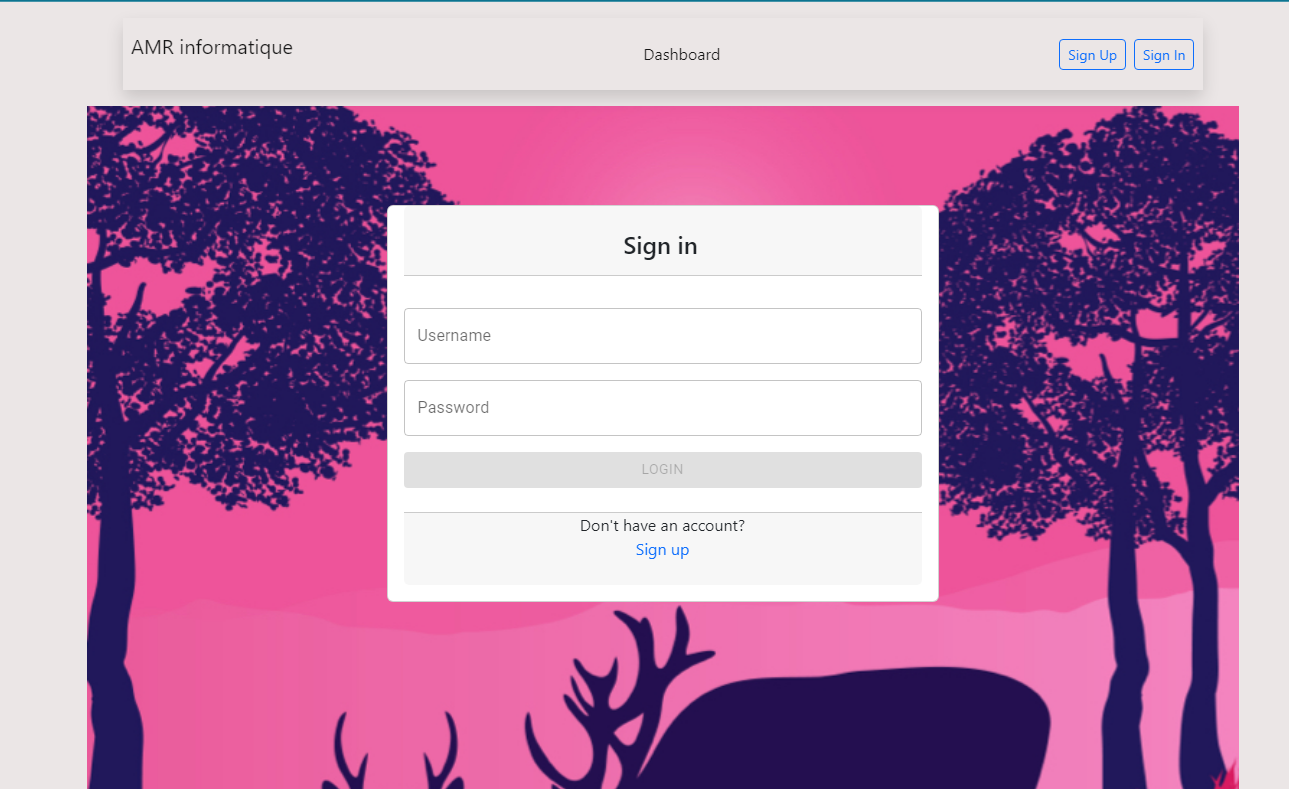 AMR informatique
Dashboard
Sign Up
Sign In
Sign in
Username
Password
LOGIN
Don't have an account?
Sign up